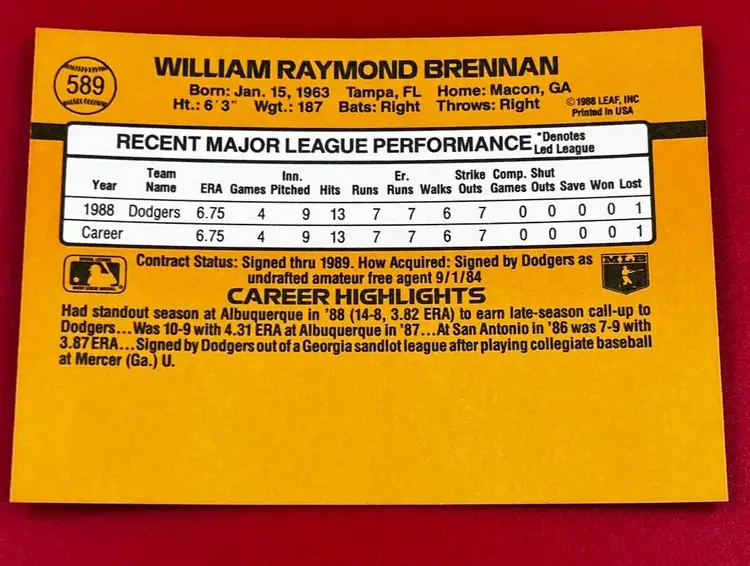 589
WILLIAM RAYMOND BRENNAN
Born: Jan. 15, 1963 Tampa, FL Home: Macon, GA
Ht.: 6'3" Wgt.: 187 Bats: Right Throws: Right
©1988 LEAF, INC
Printed in USA
RECENT MAJOR LEAGUE PERFORMANCE *Denotes
Led League
Year Team Name ERA Games Inn. Pitched Hits Runs Er. Runs Walks Strike Outs Comp. Games Shut Outs Save Won Lost
1988 Dodgers 6.75 4 9 13 7 7 6 7 0 0 0 0 1
Career 6.75 4 9 13 7 7 6 7 0 0 0 0 1
Contract Status: Signed thru 1989. How Acquired: Signed by Dodgers as
undrafted amateur free agent 9/1/84
MLB
CAREER HIGHLIGHTS
Had standout season at Albuquerque in '88 (14-8, 3.82 ERA) to earn late-season call-up to
Dodgers...Was 10-9 with 4.31 ERA at Albuquerque in '87...At San Antonio in '86 was 7-9 with
3.87 ERA...Signed by Dodgers out of a Georgia sandlot league after playing collegiate baseball
at Mercer (Ga.) U.